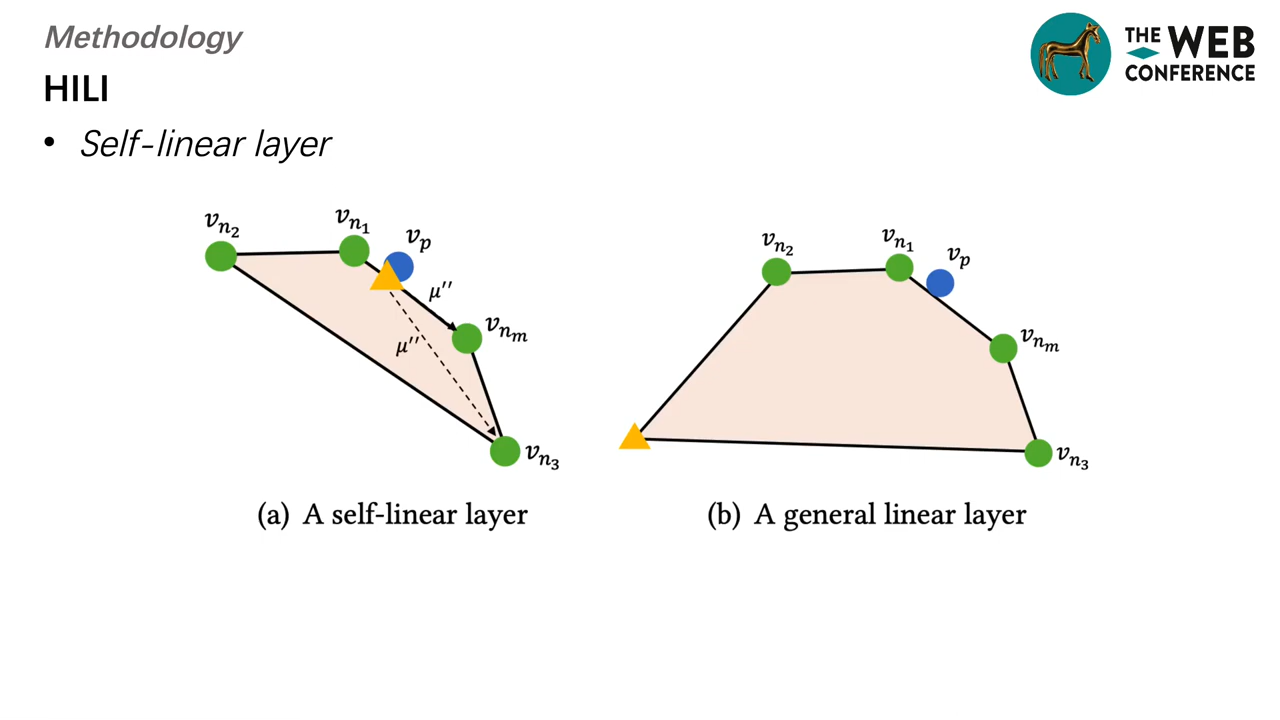 Methodology
THE WEB
CONFERENCE
HILI
• Self-linear layer
v_{n_2}
v_{n_1}
v_p
μ′′
v_{n_m}
μ′′
v_{n_3}
v_{n_2}
v_{n_1}
v_p
v_{n_m}
v_{n_3}
(a) A self-linear layer
(b) A general linear layer